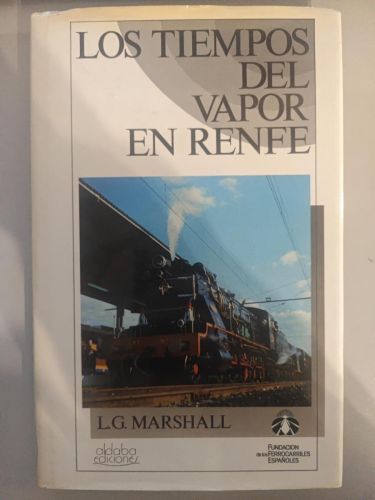 LOS TIEMPOS
DEL
VAPOR
EN RENFE
L.G. MARSHALL
aldaba
ediciones
FUNDACION
de los FERROCARRILES
ESPAÑOLES